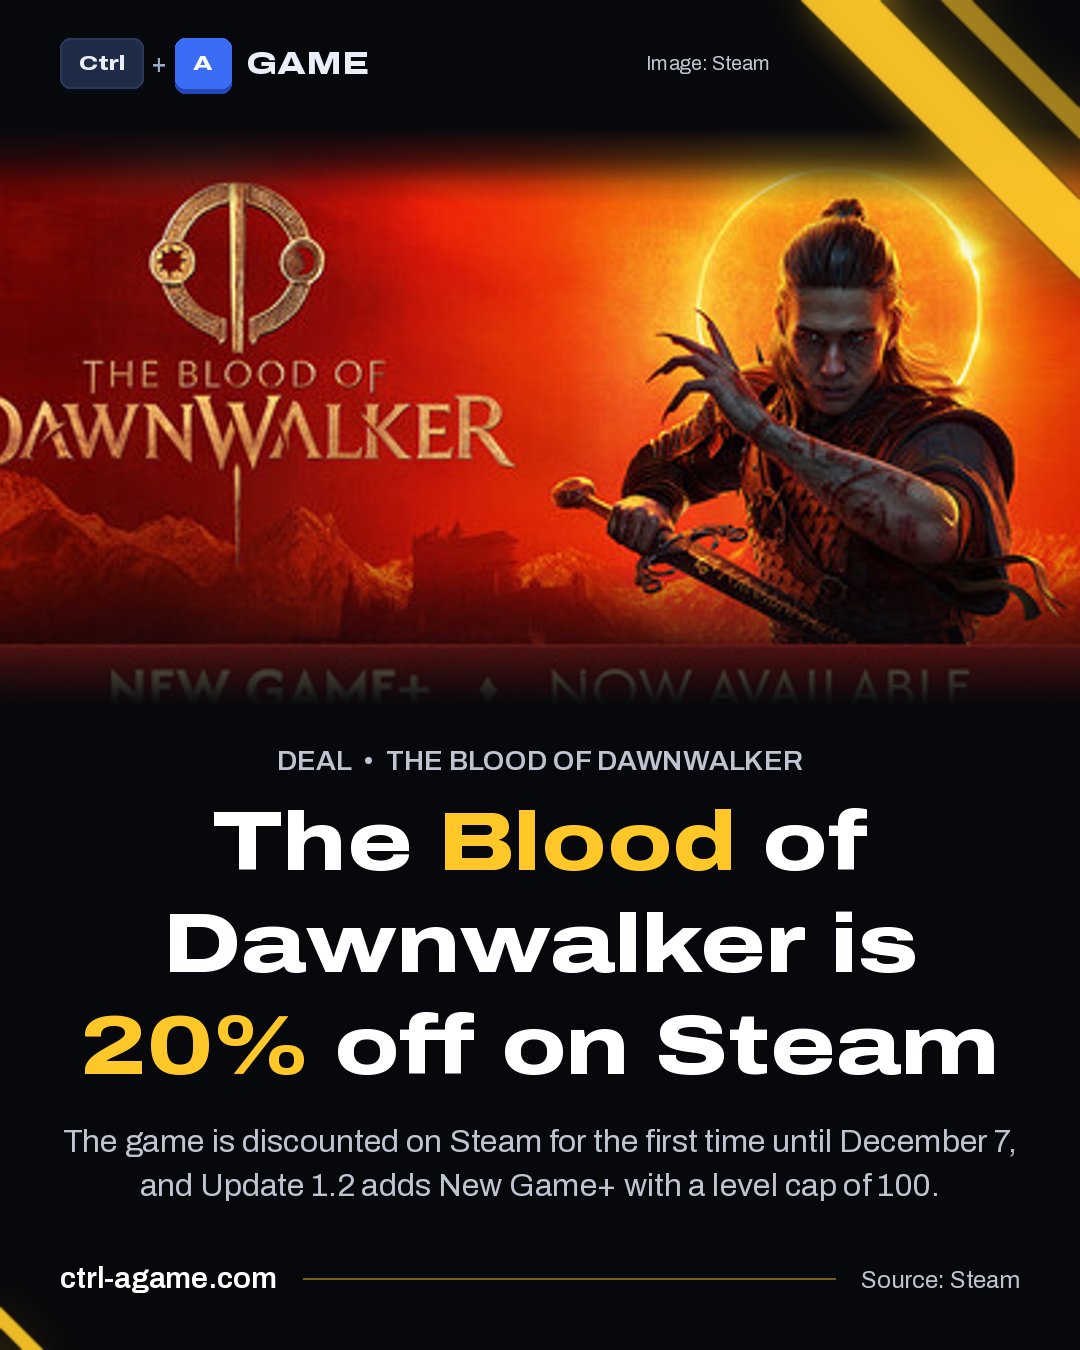 Ctrl + A GAME
Image: Steam
THE BLOOD OF
DAWNWALKER
NEW GAME+ ♦ NOW AVAILABLE
DEAL • THE BLOOD OF DAWNWALKER
The Blood of
Dawnwalker is
20% off on Steam
The game is discounted on Steam for the first time until December 7,
and Update 1.2 adds New Game+ with a level cap of 100.
ctrl-agame.com
Source: Steam